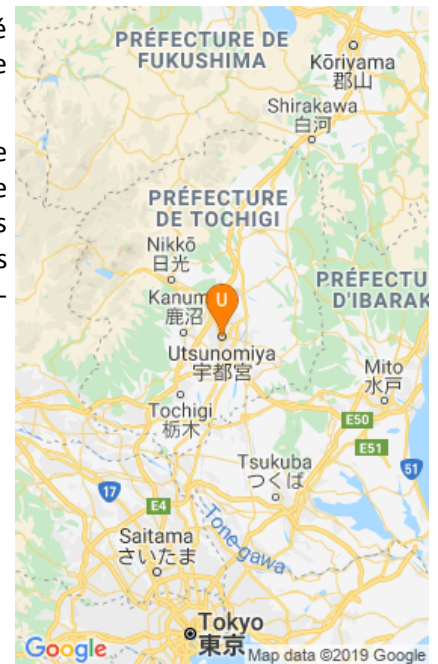 é
e
e
e
s
s
-
PRÉFECTURE DE
FUKUSHIMA
Kōriyama
郡山
Shirakawa
白河
PRÉFECTURE
DE TOCHIGI
Nikkō
日光
Kanum
鹿沼
U
PRÉFECTU
D'IBARAK
Utsunomiya
宇都宮
Mito
水戸
Tochigi
栃木
E50
E51
Tsukuba
つくば
51
17
E4
Tone-gawa
Saitama
さいたま
Tokyo
東京
Google
Map data ©2019 Google